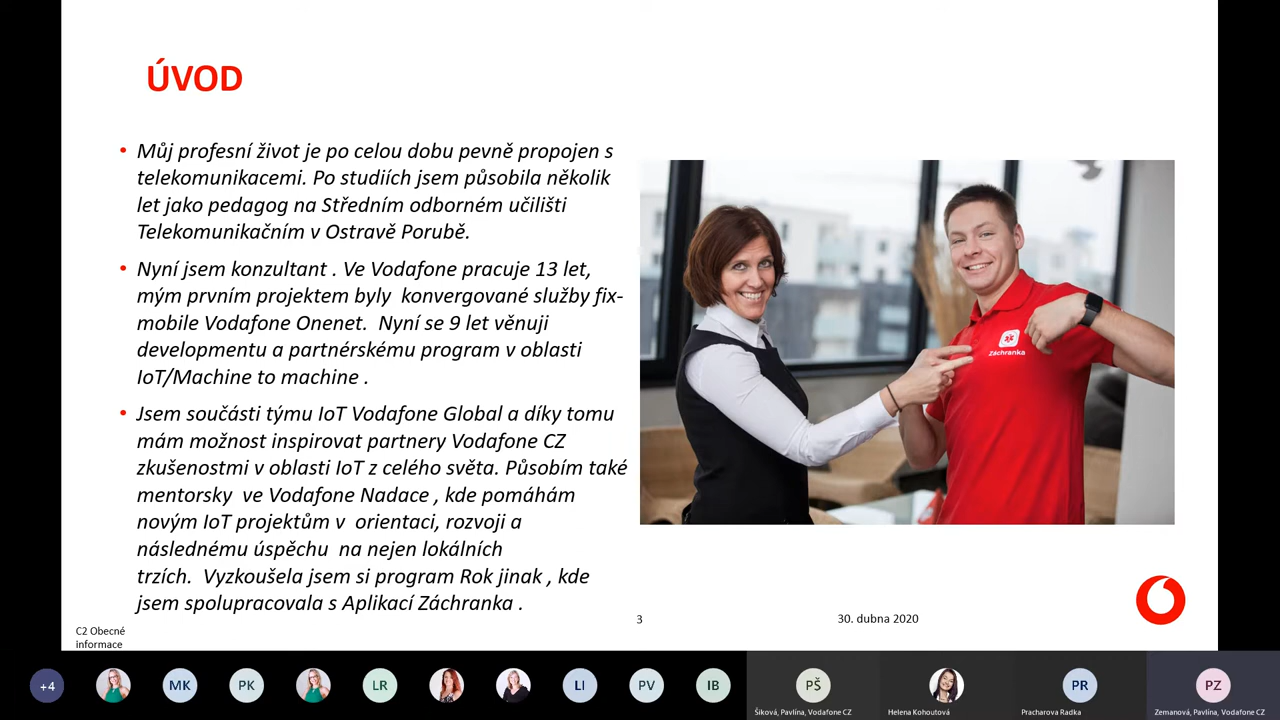 ÚVOD
• Můj profesní život je po celou dobu pevně propojen s
telekomunikacemi. Po studiích jsem působila několik
let jako pedagog na Středním odborném učilišti
Telekomunikačním v Ostravě Porubě.
• Nyní jsem konzultant . Ve Vodafone pracuje 13 let,
mým prvním projektem byly  konvergované služby fix-
mobile Vodafone Onenet.  Nyní se 9 let věnuji
developmentu a partnérskému program v oblasti
IoT/Machine to machine .
• Jsem součásti týmu IoT Vodafone Global a díky tomu
mám možnost inspirovat partnery Vodafone CZ
zkušenostmi v oblasti IoT z celého světa. Působím také
mentorsky  ve Vodafone Nadace , kde pomáhám
novým IoT projektům v  orientaci, rozvoji a
následnému úspěchu  na nejen lokálních
trzích.  Vyzkoušela jsem si program Rok jinak , kde
jsem spolupracovala s Aplikací Záchranka .
Záchranka
C2 Obecné
informace
3
30. dubna 2020
+4
MK
PK
LR
LI
PV
IB
PŠ
PR
PZ
Šiková, Pavlína, Vodafone CZ
Helena Kohoutová
Pracharova Radka
Zemanová, Pavlína, Vodafone CZ